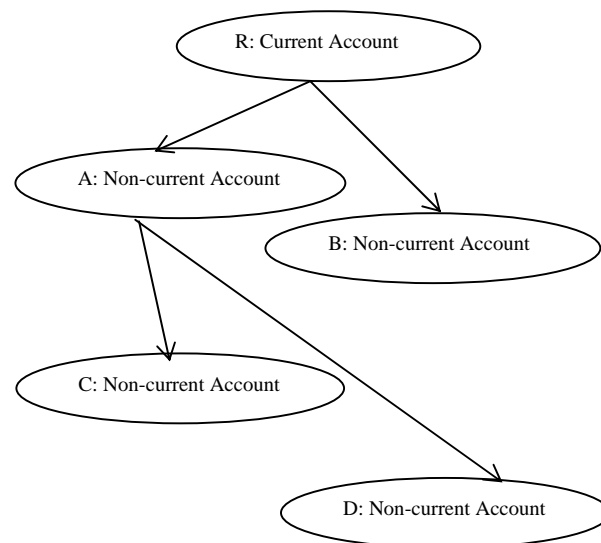 R: Current Account
A: Non-current Account
B: Non-current Account
C: Non-current Account
D: Non-current Account